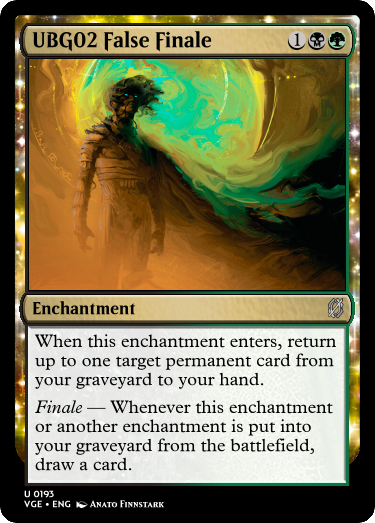 UBG02 False Finale 1
Enchantment
When this enchantment enters, return
up to one target permanent card from
your graveyard to your hand.
Finale — Whenever this enchantment
or another enchantment is put into
your graveyard from the battlefield,
draw a card.
U 0193
VGE • ENG Anato Finnstark